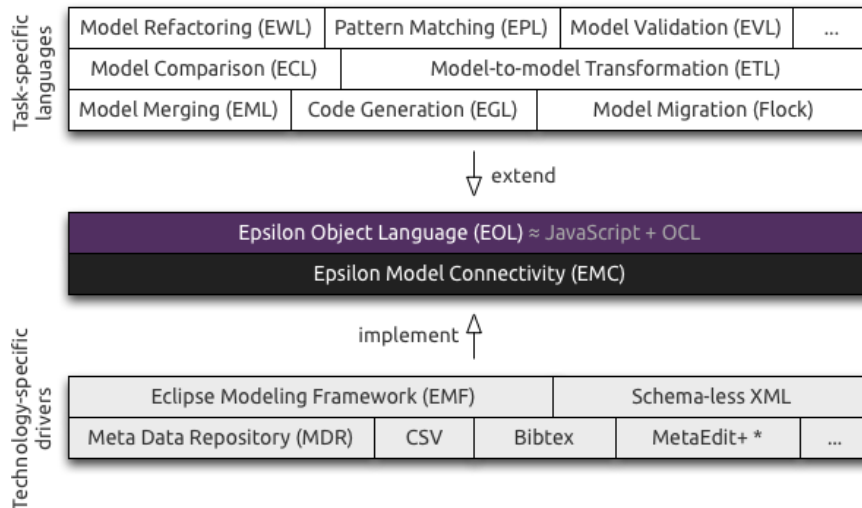 Task-specific
languages
Model Refactoring (EWL) Pattern Matching (EPL) Model Validation (EVL) ...
Model Comparison (ECL) Model-to-model Transformation (ETL)
Model Merging (EML) Code Generation (EGL) Model Migration (Flock)
extend
Epsilon Object Language (EOL) ≈ JavaScript + OCL
Epsilon Model Connectivity (EMC)
implement
Technology-specific
drivers
Eclipse Modeling Framework (EMF) Schema-less XML
Meta Data Repository (MDR) CSV Bibtex MetaEdit+ * ...